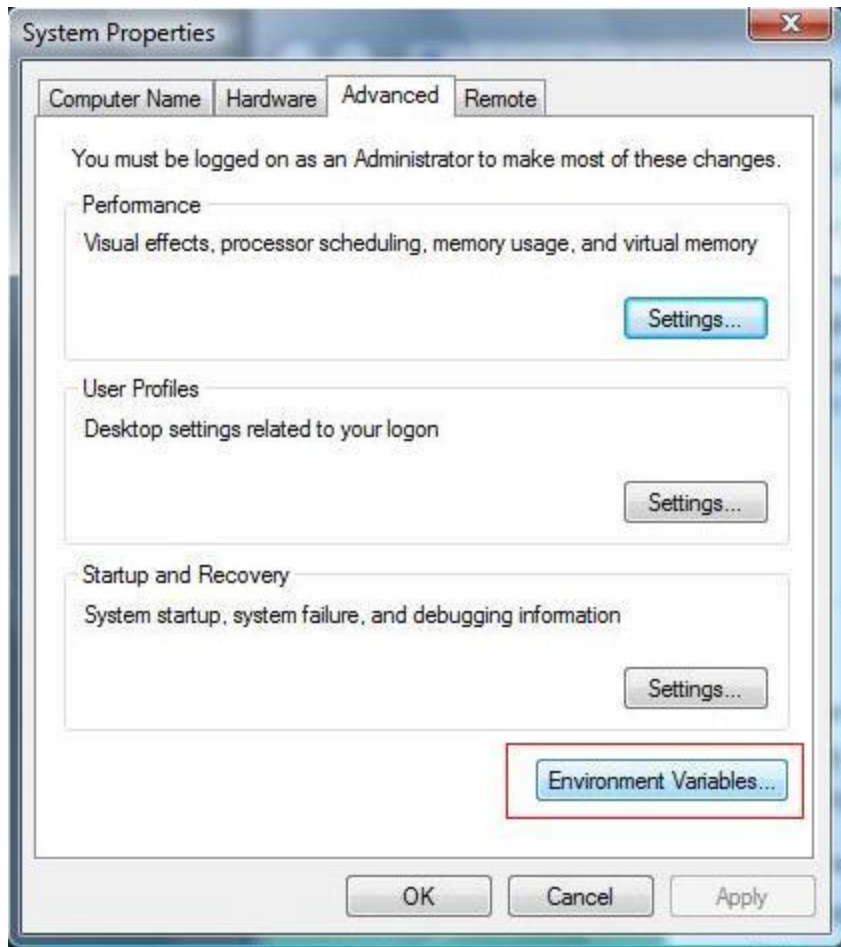 System Properties
Computer Name Hardware Advanced Remote
You must be logged on as an Administrator to make most of these changes.
Performance
Visual effects, processor scheduling, memory usage, and virtual memory
Settings...
User Profiles
Desktop settings related to your logon
Settings...
Startup and Recovery
System startup, system failure, and debugging information
Settings...
Environment Variables...
OK Cancel Apply